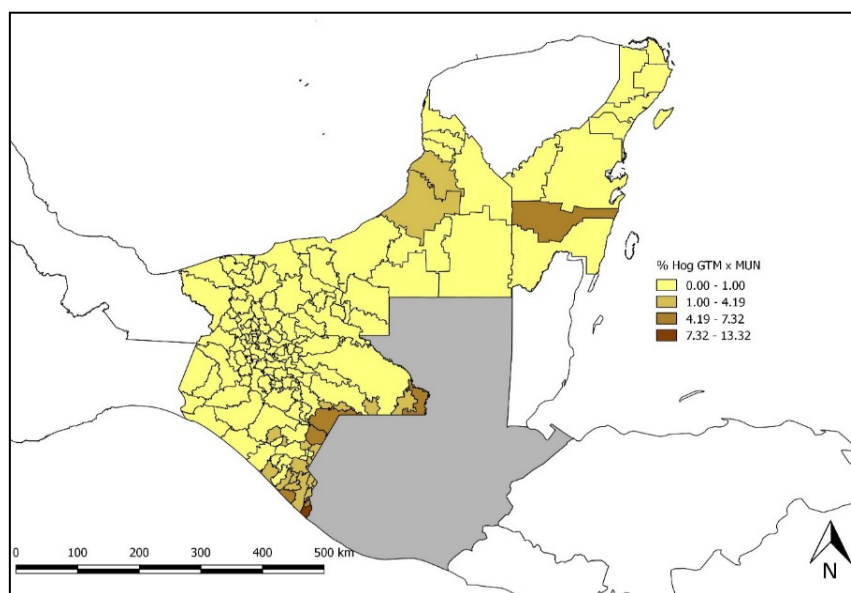 % Hog GTM x MUN
0.00 - 1.00
1.00 - 4.19
4.19 - 7.32
7.32 - 13.32
0 100 200 300 400 500 km
N